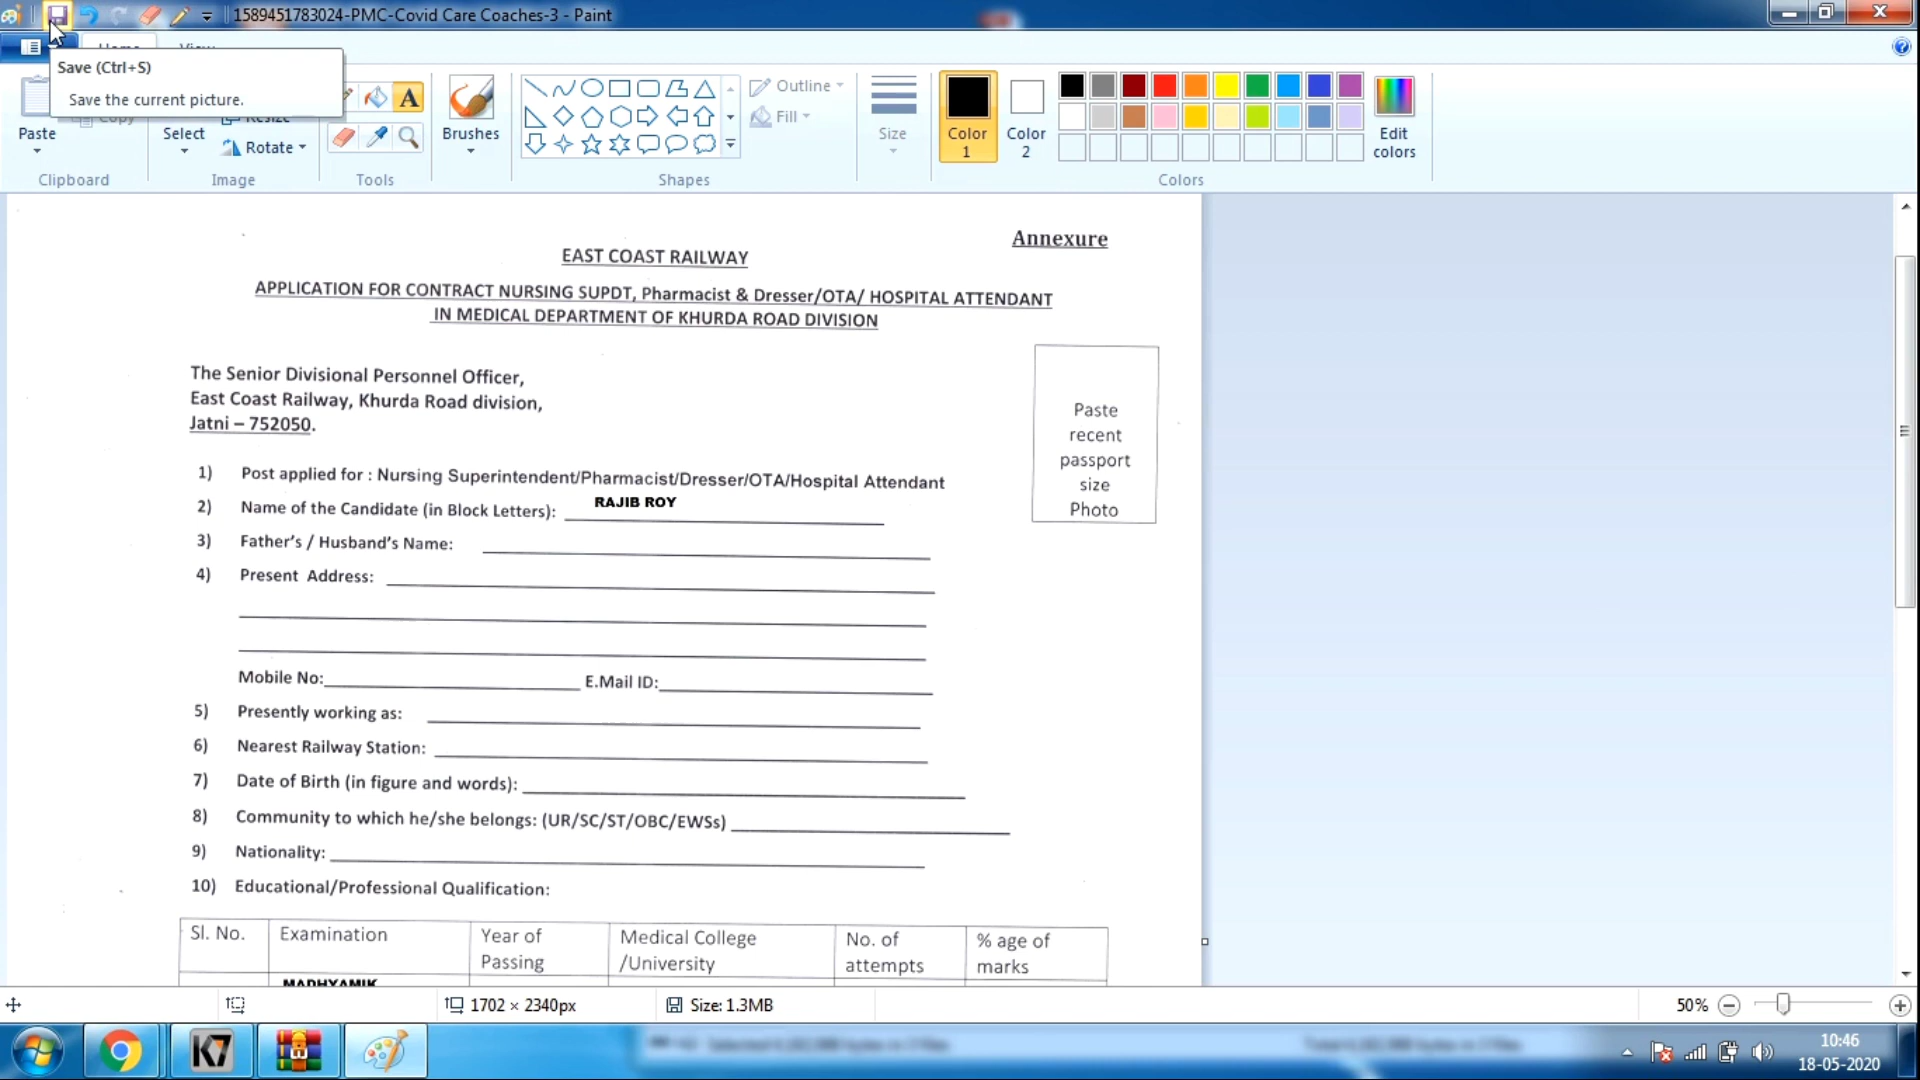 1589451783024-PMC-Covid Care Coaches-3 - Paint
Save (Ctrl+S)
Save the current picture.
Paste
Select
Rotate
Brushes
Outline
Fill
Size
Color 1
Color 2
Edit colors
Clipboard
Image
Tools
Shapes
Colors
Annexure
EAST COAST RAILWAY
APPLICATION FOR CONTRACT NURSING SUPDT, Pharmacist & Dresser/OTA/ HOSPITAL ATTENDANT
IN MEDICAL DEPARTMENT OF KHURDA ROAD DIVISION
The Senior Divisional Personnel Officer,
East Coast Railway, Khurda Road division,
Jatni – 752050.
Paste
recent
passport
size
Photo
1) Post applied for : Nursing Superintendent/Pharmacist/Dresser/OTA/Hospital Attendant
2) Name of the Candidate (in Block Letters): RAJIB ROY
3) Father's / Husband's Name:
4) Present Address:
Mobile No: E.Mail ID:
5) Presently working as:
6) Nearest Railway Station:
7) Date of Birth (in figure and words):
8) Community to which he/she belongs: (UR/SC/ST/OBC/EWSs)
9) Nationality:
10) Educational/Professional Qualification:
Sl. No. Examination Year of Passing Medical College /University No. of attempts % age of marks
MADHYAMIK
1702 × 2340px
Size: 1.3MB
50%
K7
10:46
18-05-2020